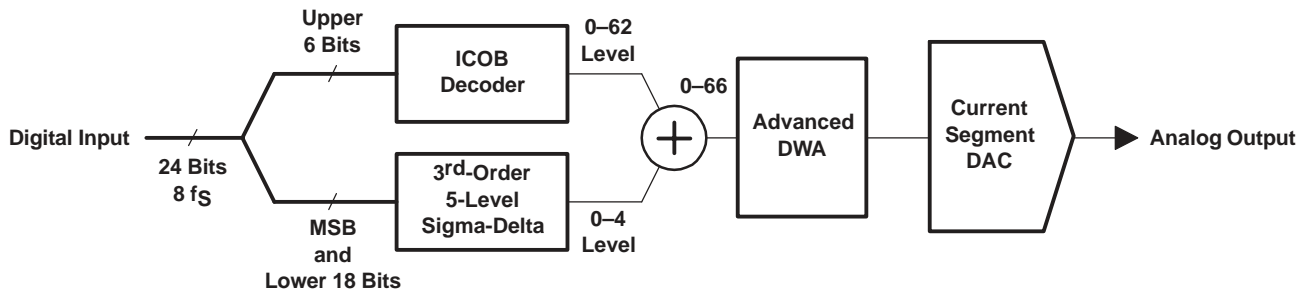 Digital Input
24 Bits
8 fS
Upper
6 Bits
ICOB
Decoder
0–62
Level
MSB
and
Lower 18 Bits
3rd-Order
5-Level
Sigma-Delta
0–4
Level
+
0–66
Advanced
DWA
Current
Segment
DAC
Analog Output